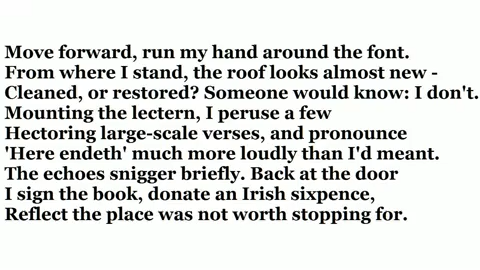 Move forward, run my hand around the font.
From where I stand, the roof looks almost new -
Cleaned, or restored? Someone would know: I don't.
Mounting the lectern, I peruse a few
Hectoring large-scale verses, and pronounce
'Here endeth' much more loudly than I'd meant.
The echoes snigger briefly. Back at the door
I sign the book, donate an Irish sixpence,
Reflect the place was not worth stopping for.